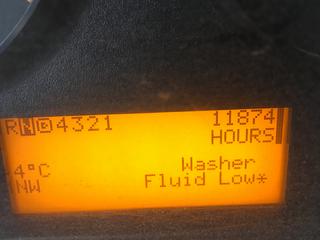 RND4321 11874
HOURS
-4°C Washer
NW Fluid Low*